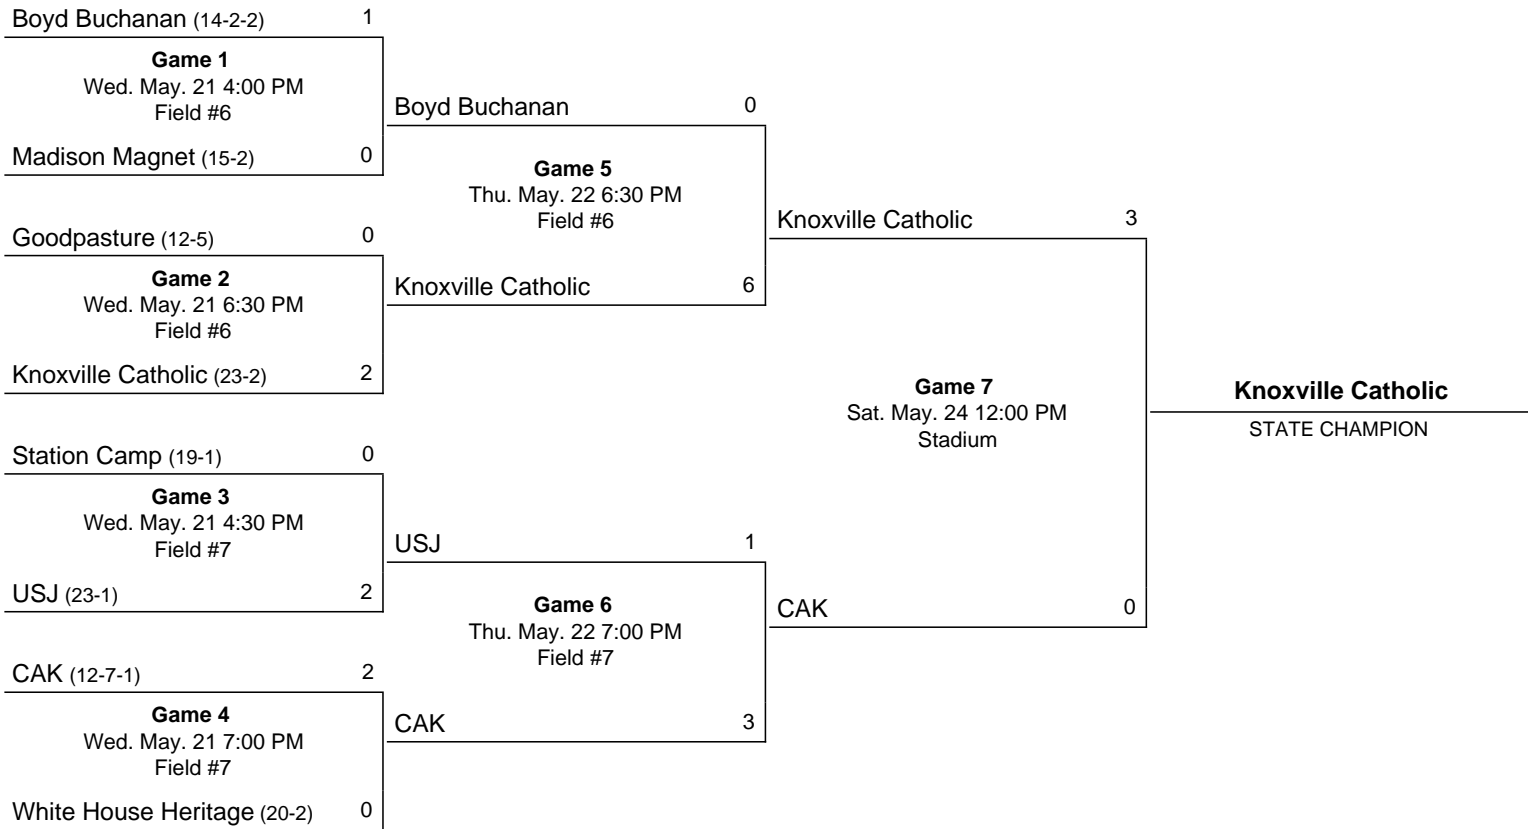 Boyd Buchanan (14-2-2) 1
Game 1
Wed. May. 21 4:00 PM
Field #6
Madison Magnet (15-2) 0
Goodpasture (12-5) 0
Game 2
Wed. May. 21 6:30 PM
Field #6
Knoxville Catholic (23-2) 2
Station Camp (19-1) 0
Game 3
Wed. May. 21 4:30 PM
Field #7
USJ (23-1) 2
CAK (12-7-1) 2
Game 4
Wed. May. 21 7:00 PM
Field #7
White House Heritage (20-2) 0
Boyd Buchanan 0
Game 5
Thu. May. 22 6:30 PM
Field #6
Knoxville Catholic 6
USJ 1
Game 6
Thu. May. 22 7:00 PM
Field #7
CAK 3
Knoxville Catholic 3
Game 7
Sat. May. 24 12:00 PM
Stadium
CAK 0
Knoxville Catholic
STATE CHAMPION